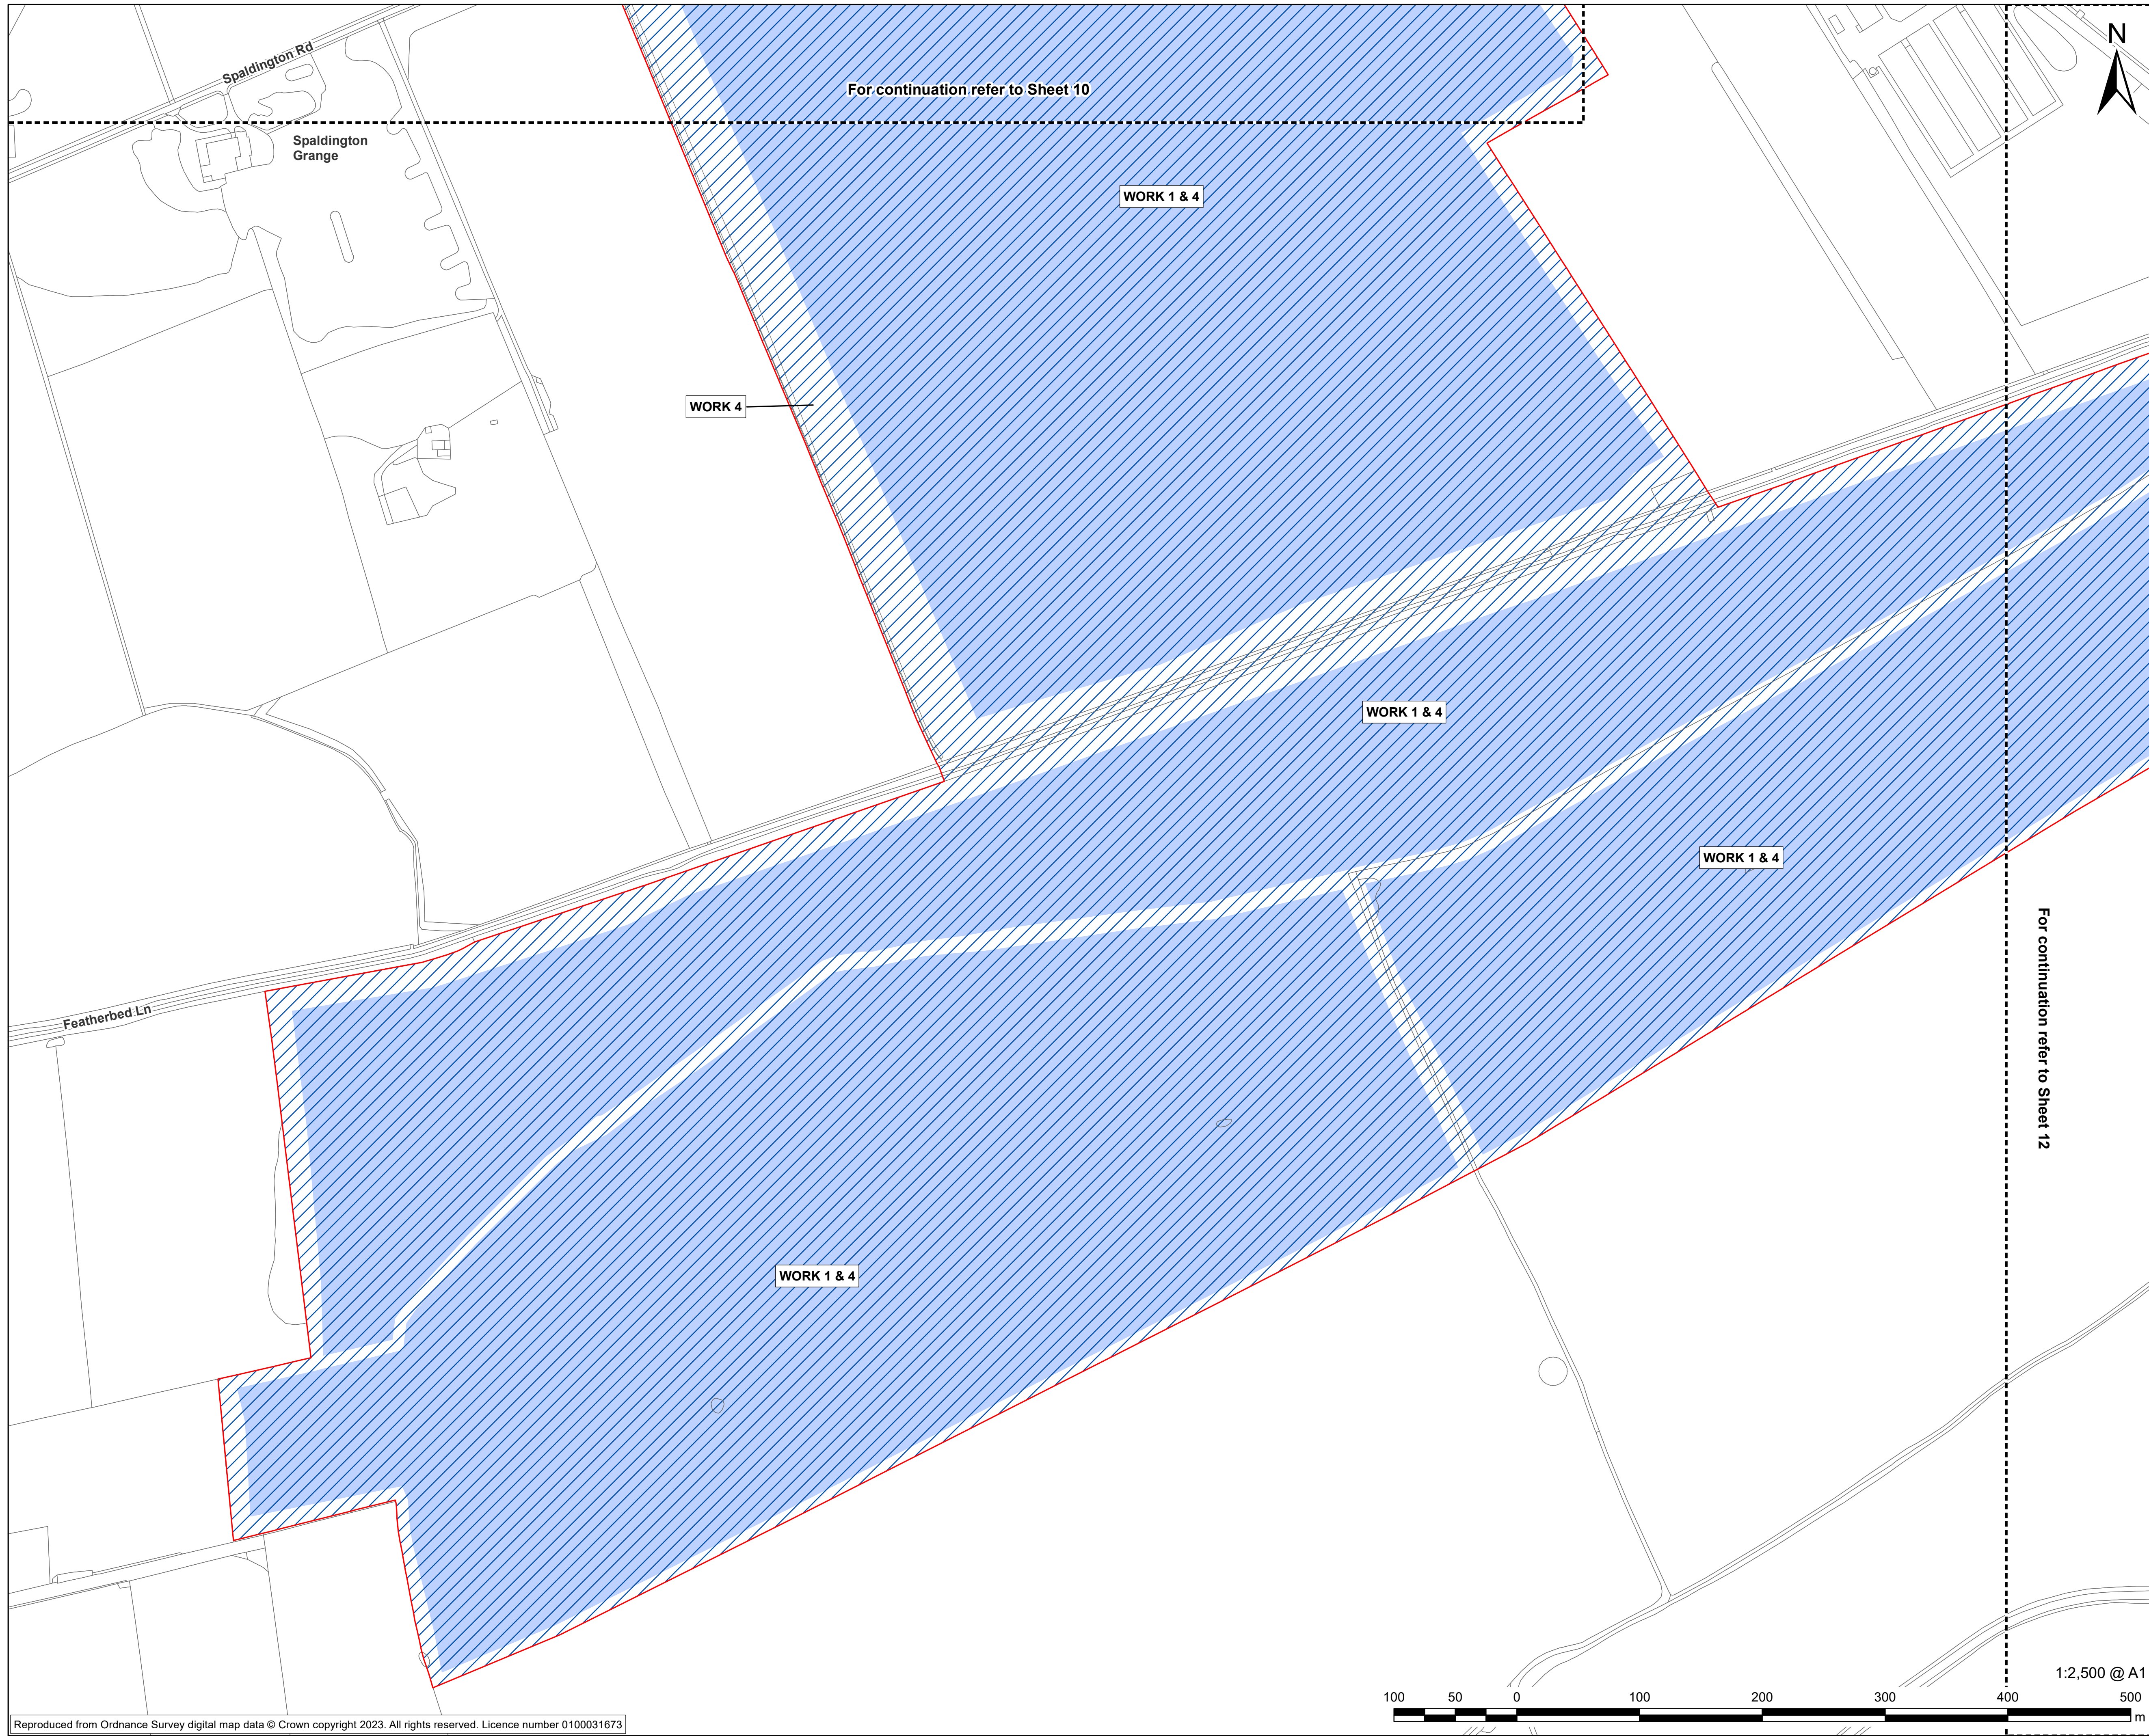 Spaldington Rd
N
For continuation refer to Sheet 10
Spaldington
Grange
WORK 1 & 4
WORK 4
WORK 1 & 4
WORK 1 & 4
For continuation refer to Sheet 12
Featherbed Ln
WORK 1 & 4
1:2,500 @ A1
100 50 0 100 200 300 400 500
m
Reproduced from Ordnance Survey digital map data © Crown copyright 2023. All rights reserved. Licence number 0100031673